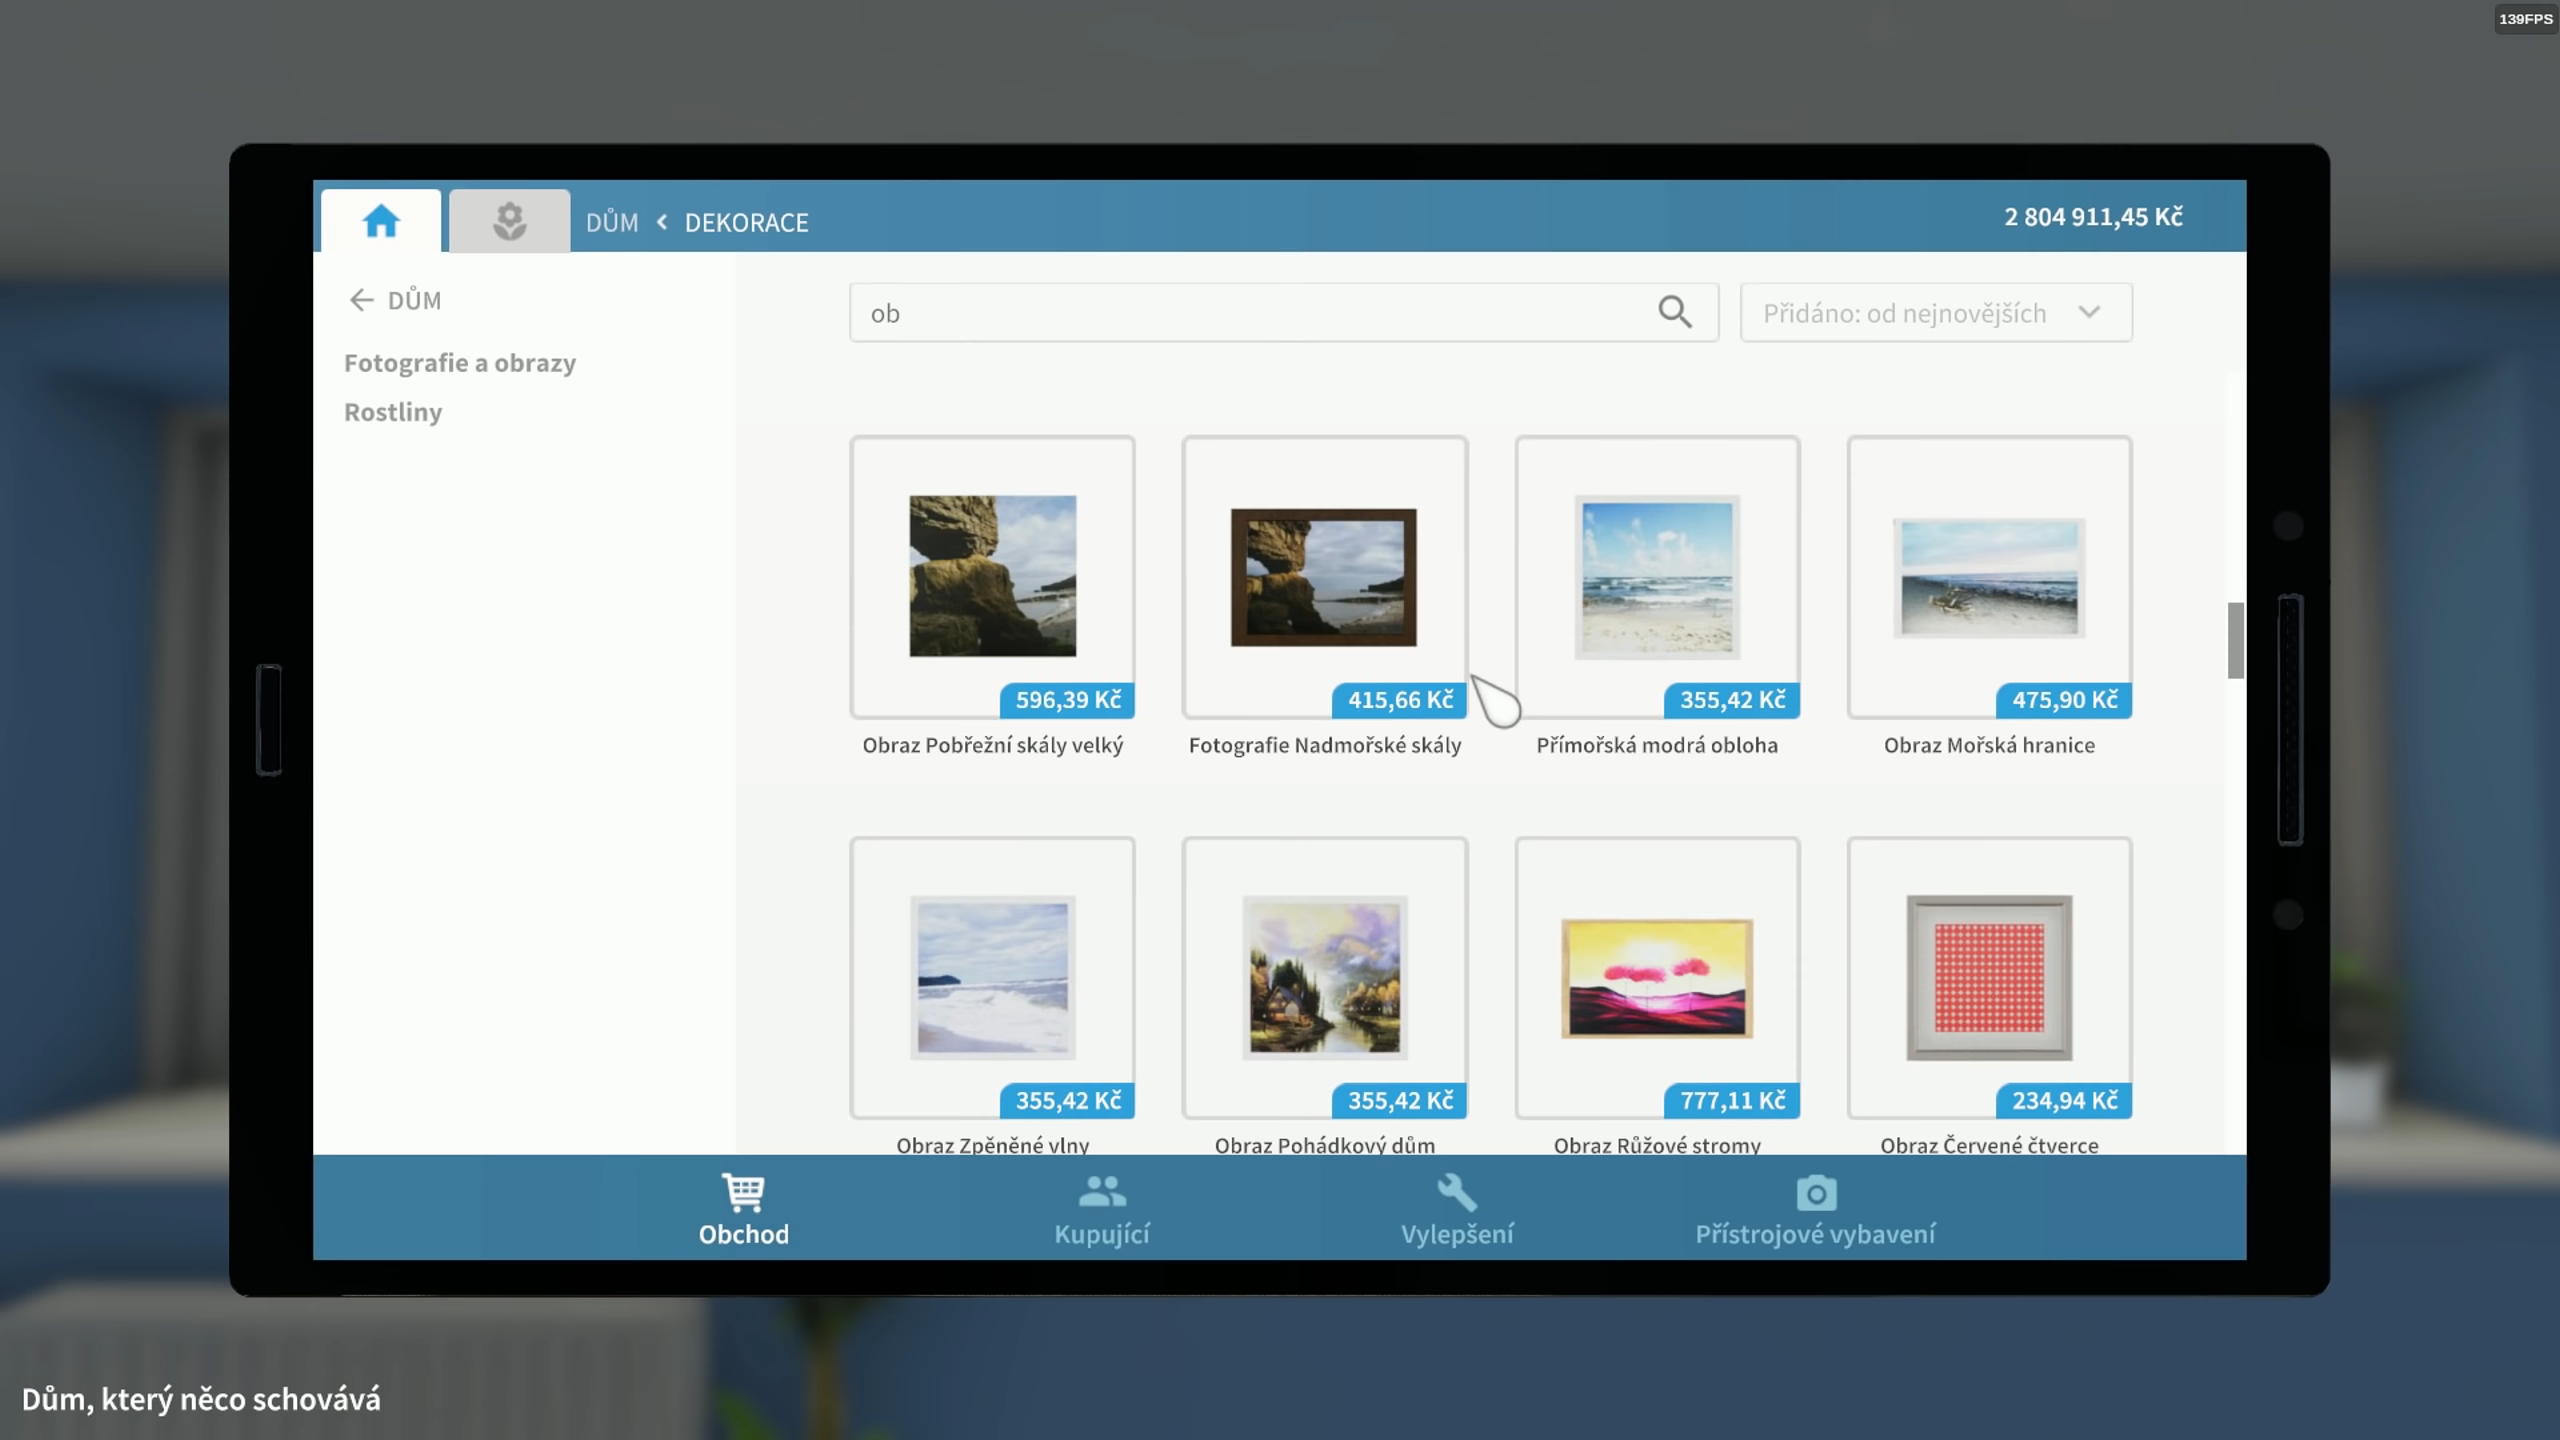 139FPS
DŮM < DEKORACE
2 804 911,45 Kč
← DŮM
Fotografie a obrazy
Rostliny
ob
Přidáno: od nejnovějších
596,39 Kč
415,66 Kč
355,42 Kč
475,90 Kč
Obraz Pobřežní skály velký
Fotografie Nadmořské skály
Přímořská modrá obloha
Obraz Mořská hranice
355,42 Kč
355,42 Kč
777,11 Kč
234,94 Kč
Obraz Zpěněné vlny
Obraz Pohádkový dům
Obraz Růžové stromy
Obraz Červené čtverce
Obchod
Kupující
Vylepšení
Přístrojové vybavení
Dům, který něco schovává